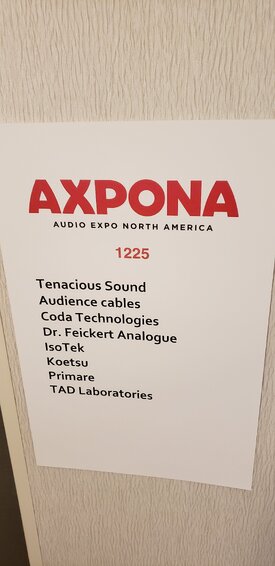 AXPONA
AUDIO EXPO NORTH AMERICA
1225
Tenacious Sound
Audience cables
Coda Technologies
Dr. Feickert Analogue
IsoTek
Koetsu
Primare
TAD Laboratories